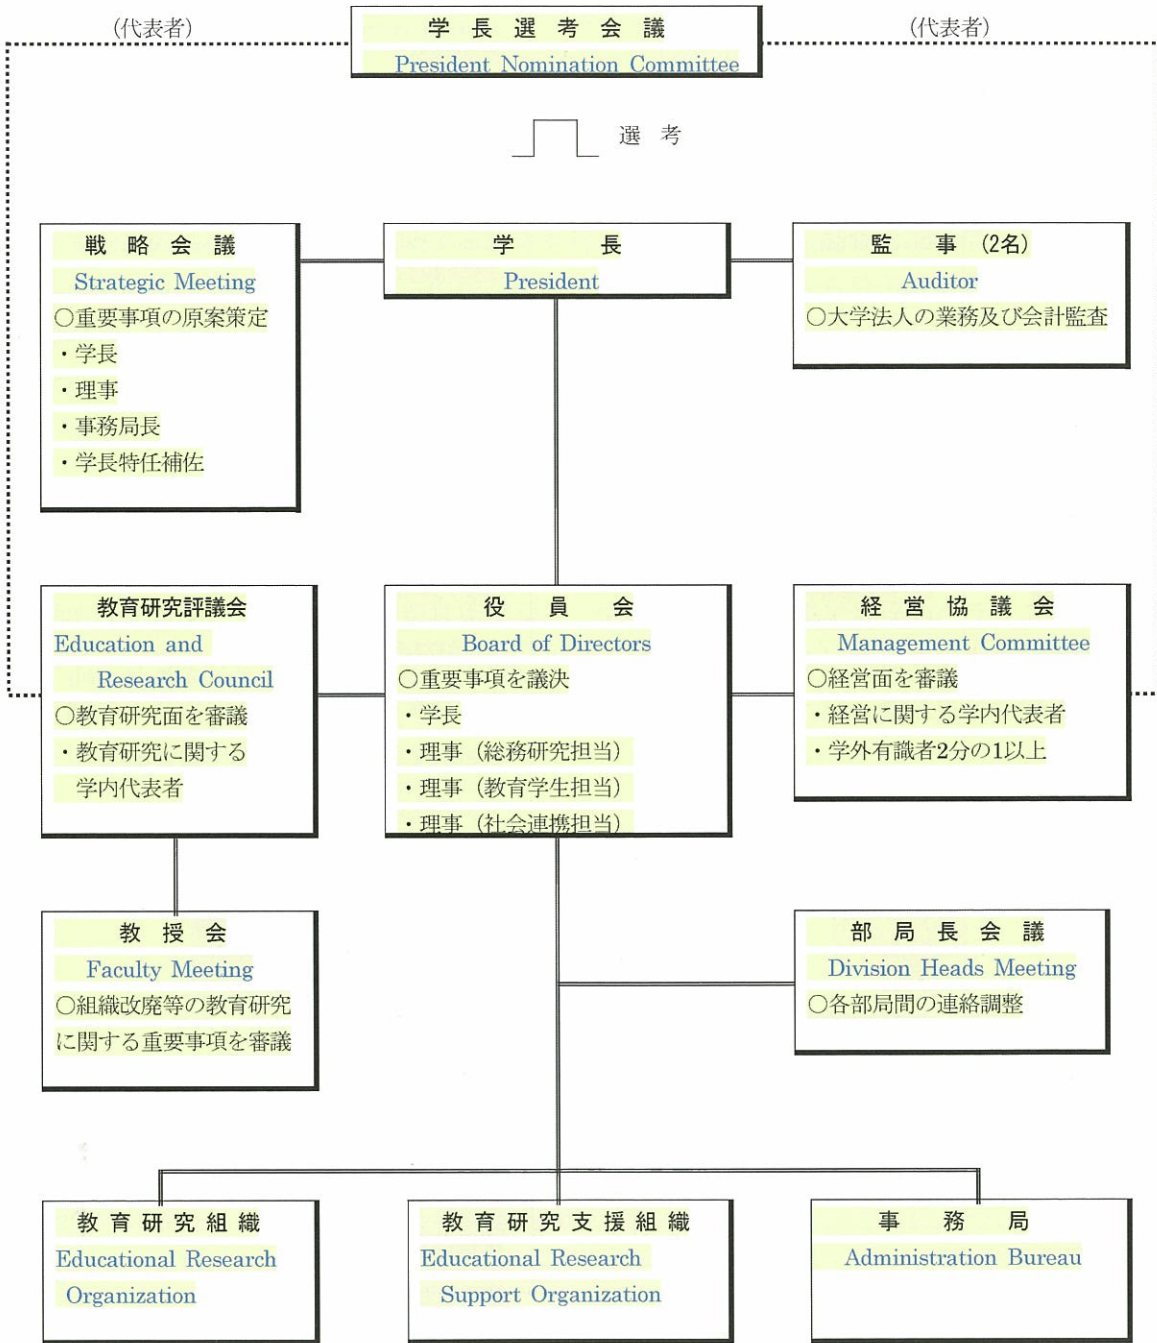 (代表者)
学長選考会議
President Nomination Committee
(代表者)
選考
戦略会議
Strategic Meeting
○重要事項の原案策定
・学長
・理事
・事務局長
・学長特任補佐
学長
President
監事 (2名)
Auditor
○大学法人の業務及び会計監査
教育研究評議会
Education and
Research Council
○教育研究面を審議
・教育研究に関する
学内代表者
役員会
Board of Directors
○重要事項を議決
・学長
・理事（総務研究担当）
・理事（教育学生担当）
・理事（社会連携担当）
経営協議会
Management Committee
○経営面を審議
・経営に関する学内代表者
・学外有識者2分の1以上
教授会
Faculty Meeting
○組織改廃等の教育研究
に関する重要事項を審議
部局長会議
Division Heads Meeting
○各部局間の連絡調整
教育研究組織
Educational Research
Organization
教育研究支援組織
Educational Research
Support Organization
事務局
Administration Bureau